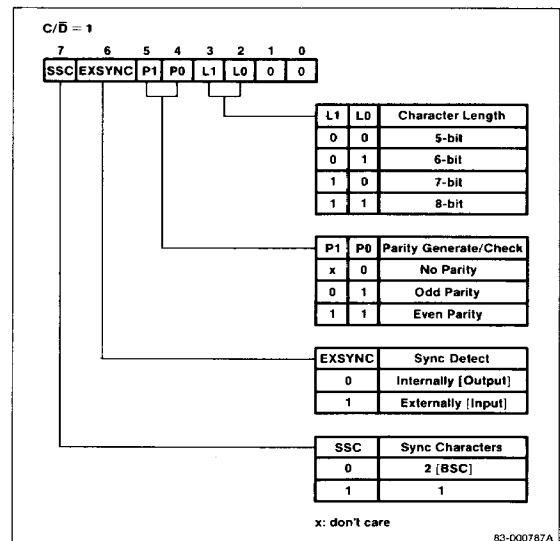 C/D̅ = 1
7 6 5 4 3 2 1 0
SSC EXSYNC P1 P0 L1 L0 0 0
L1 L0 Character Length
0 0 5-bit
0 1 6-bit
1 0 7-bit
1 1 8-bit
P1 P0 Parity Generate/Check
x 0 No Parity
0 1 Odd Parity
1 1 Even Parity
EXSYNC Sync Detect
0 Internally [Output]
1 Externally [Input]
SSC Sync Characters
0 2 [BSC]
1 1
x: don't care
83-000787A